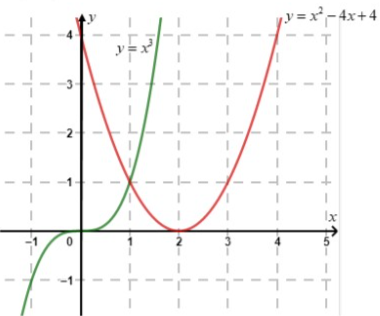 y = x² − 4x + 4
y
y = x³
4
3
2
1
x
−1 0 1 2 3 4 5
−1